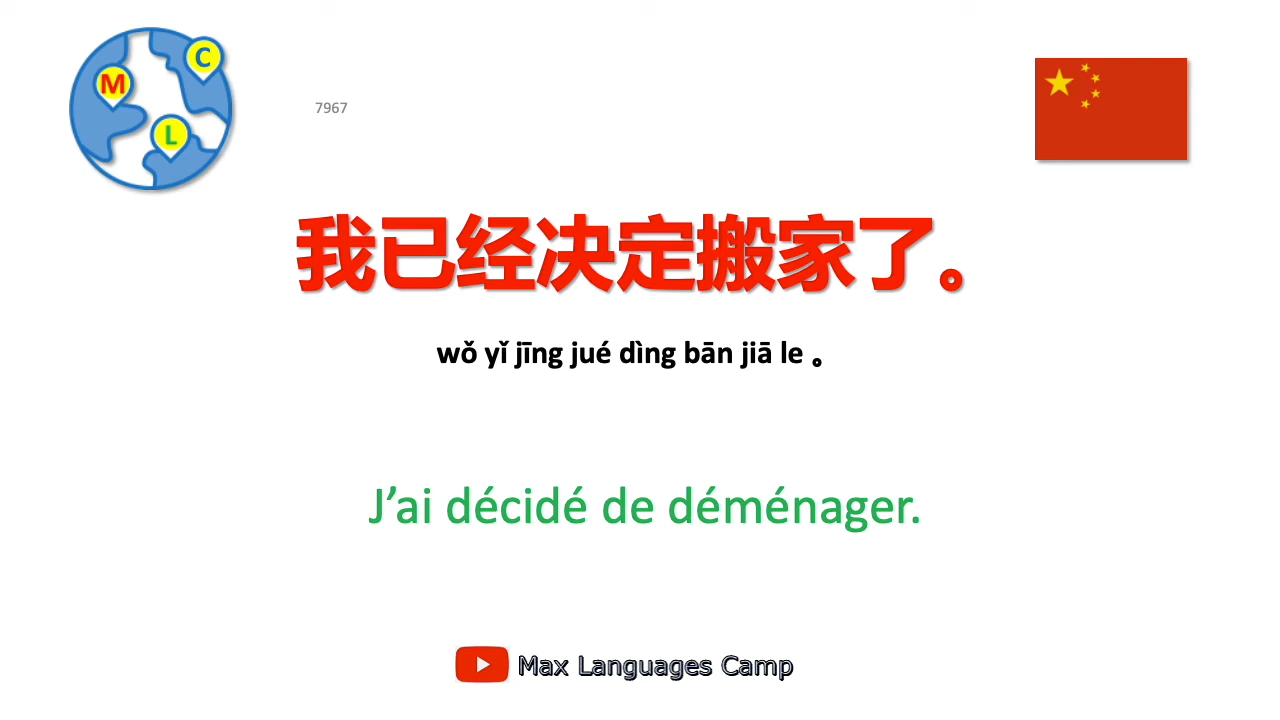 M
C
L
7967
我已经决定搬家了。
wǒ yǐ jīng jué dìng bān jiā le 。
J’ai décidé de déménager.
Max Languages Camp